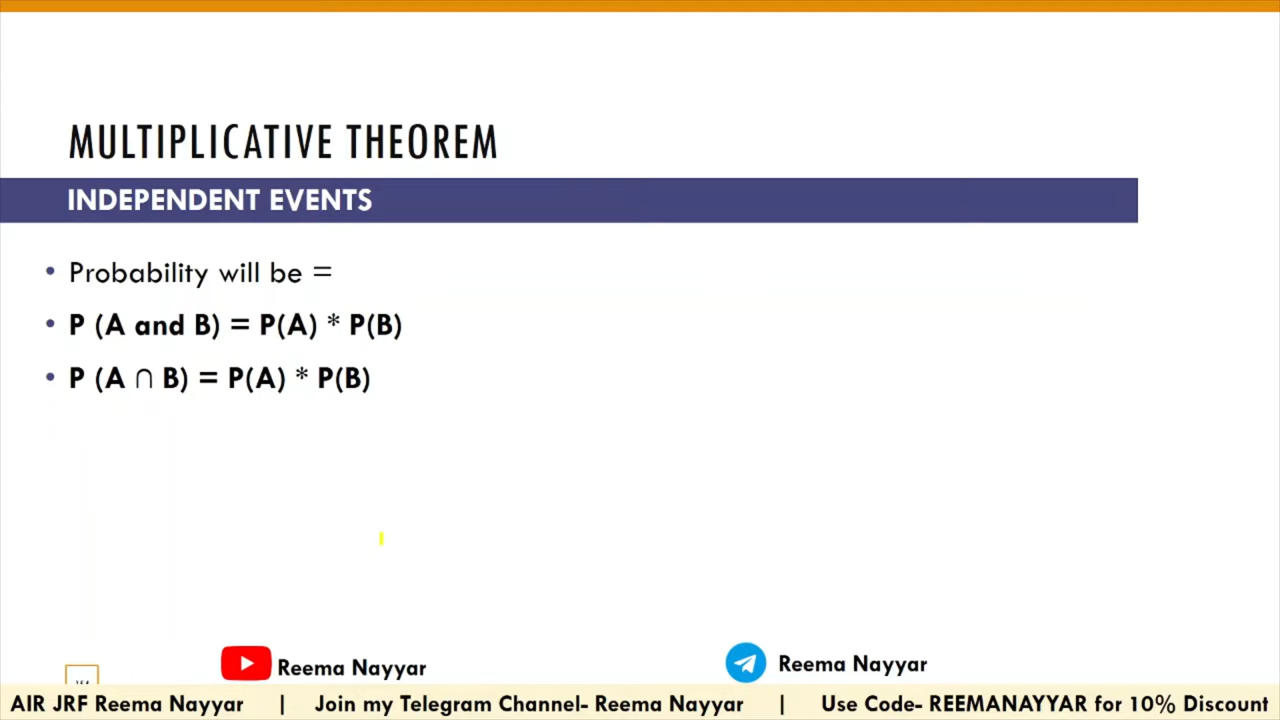 MULTIPLICATIVE THEOREM
INDEPENDENT EVENTS
• Probability will be =
• P (A and B) = P(A) * P(B)
• P (A ∩ B) = P(A) * P(B)
Reema Nayyar
Reema Nayyar
AIR JRF Reema Nayyar | Join my Telegram Channel- Reema Nayyar | Use Code- REEMANAYYAR for 10% Discount